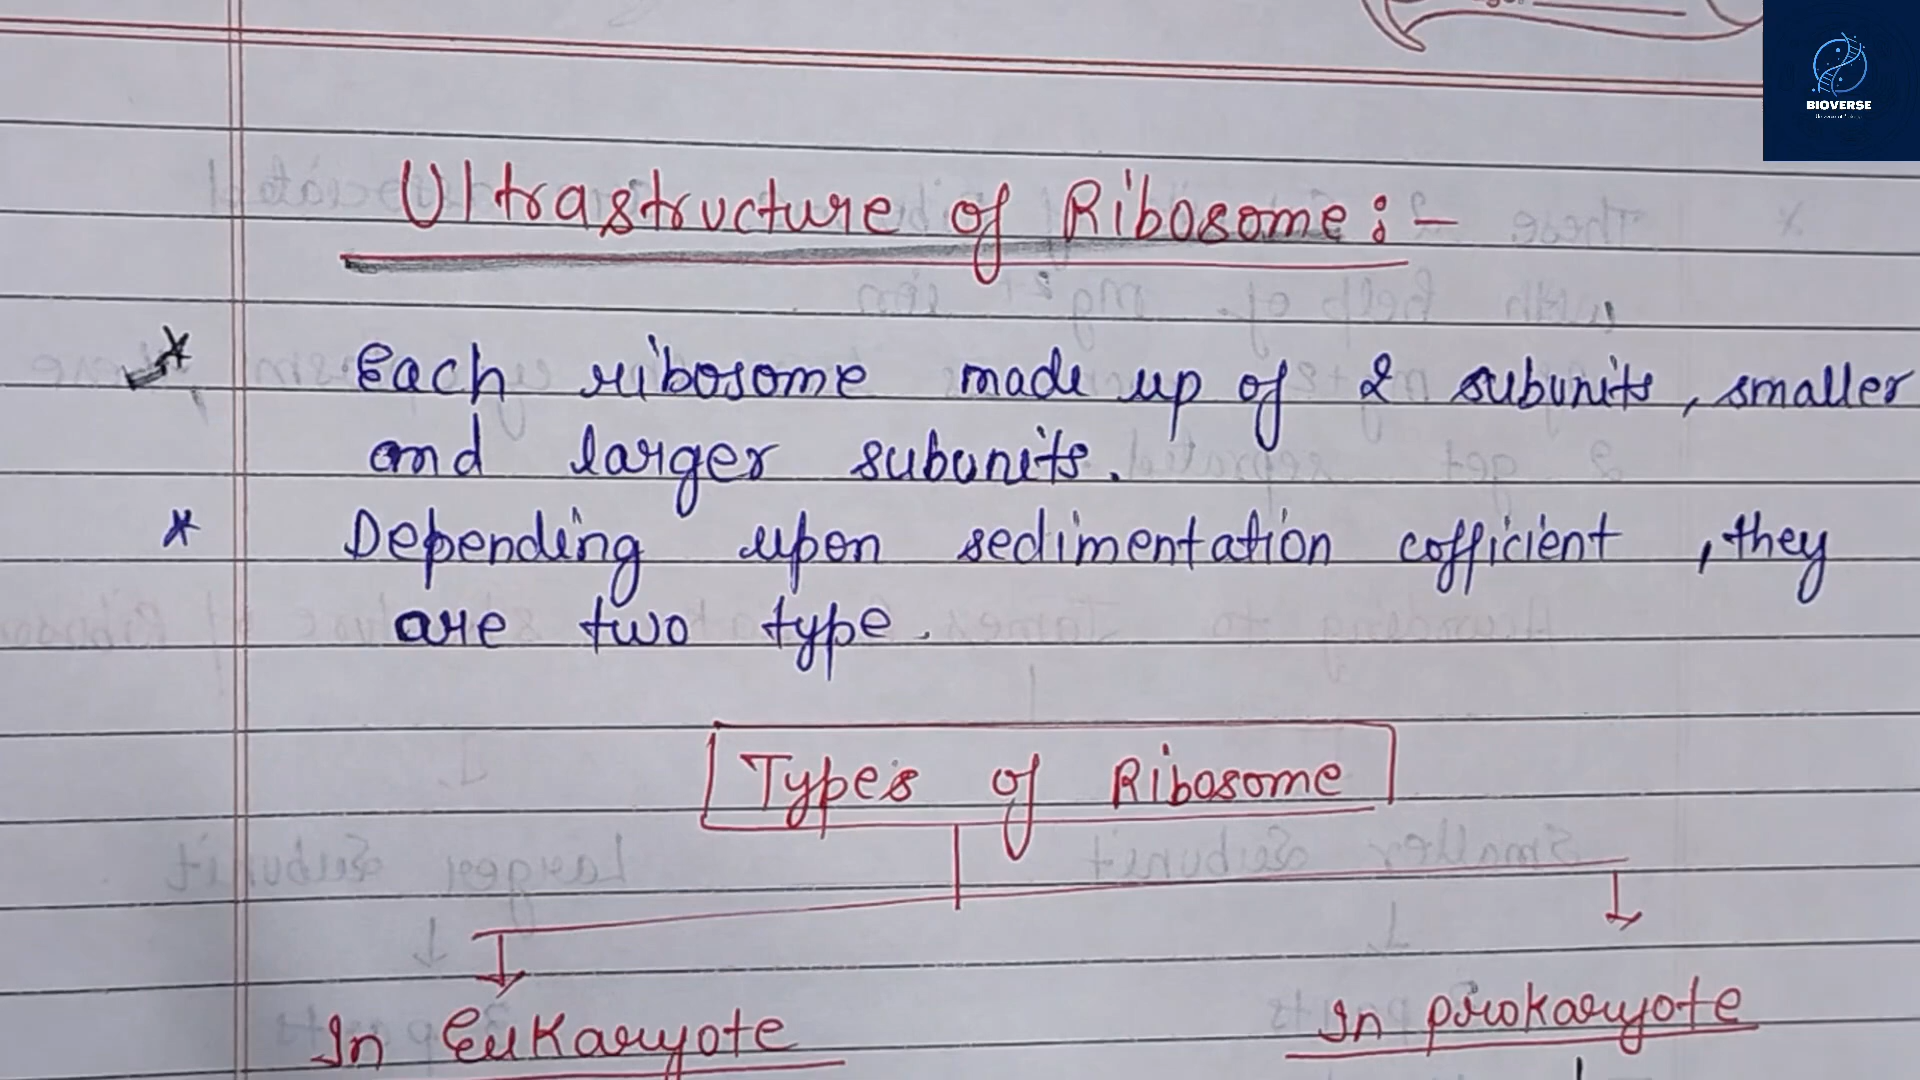 BIOVERSE
Ultrastructure of Ribosome :-
* Each ribosome made up of 2 subunits, smaller
and larger subunits.
* Depending upon sedimentation cofficient , they
are two type.
Types of Ribosome
In Eukaryote
In prokaryote